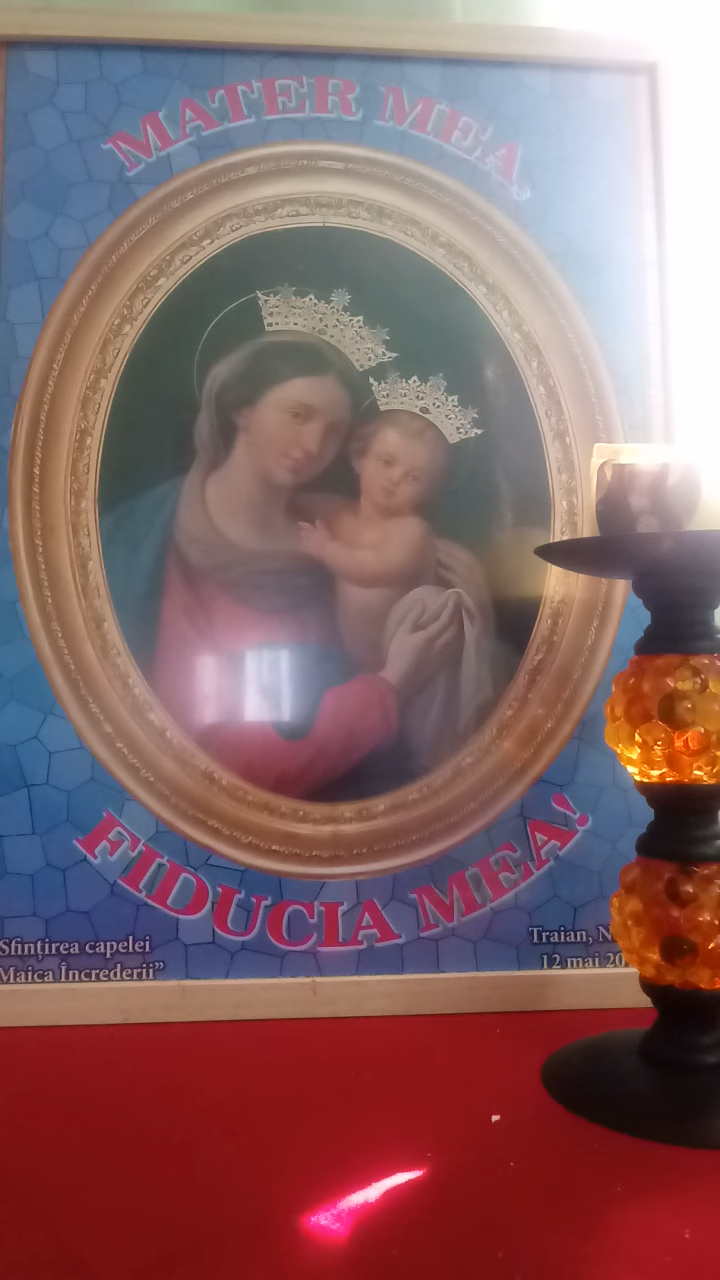 MATER MEA,
FIDUCIA MEA!
Sfințirea capelei
Maica Încrederii”
Traian,
12 mai